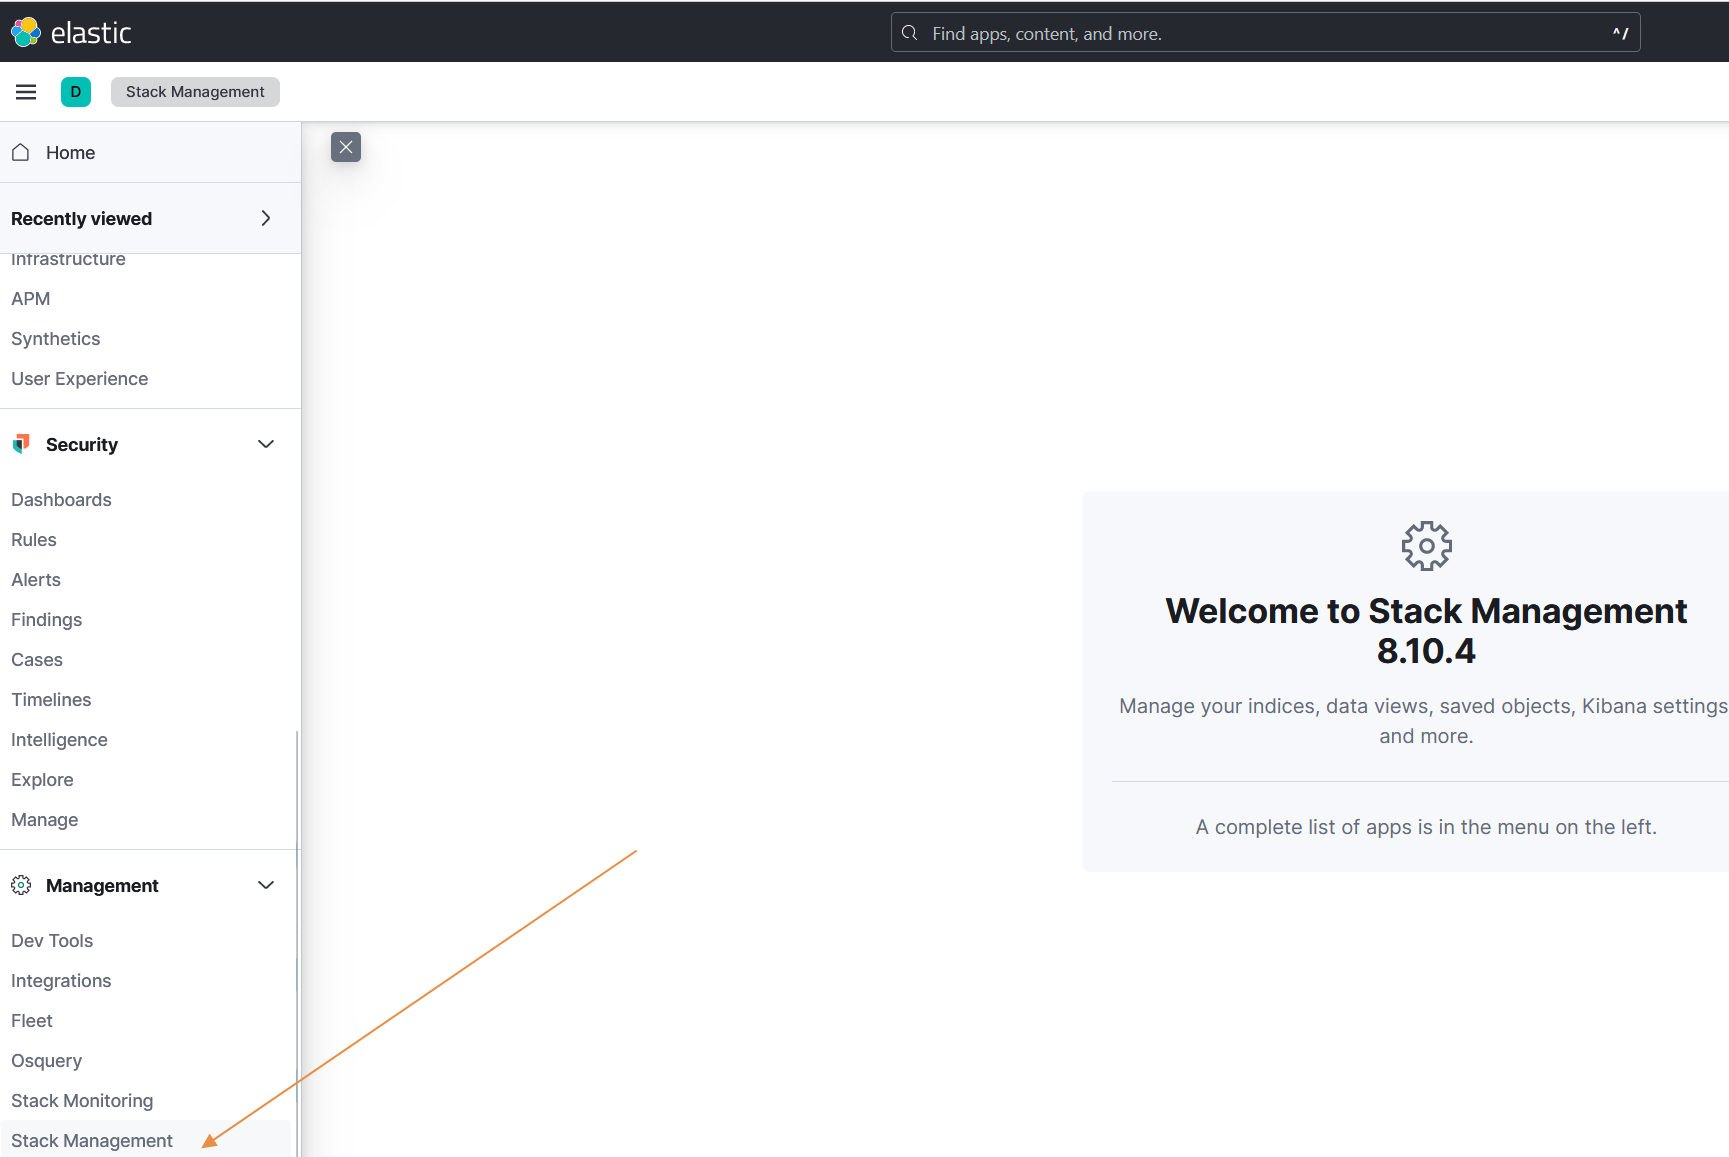 elastic
Find apps, content, and more.
^/
D
Stack Management
Home
Recently viewed
Infrastructure
APM
Synthetics
User Experience
Security
Dashboards
Rules
Alerts
Findings
Cases
Timelines
Intelligence
Explore
Manage
Management
Dev Tools
Integrations
Fleet
Osquery
Stack Monitoring
Stack Management
Welcome to Stack Management
8.10.4
Manage your indices, data views, saved objects, Kibana settings
and more.
A complete list of apps is in the menu on the left.